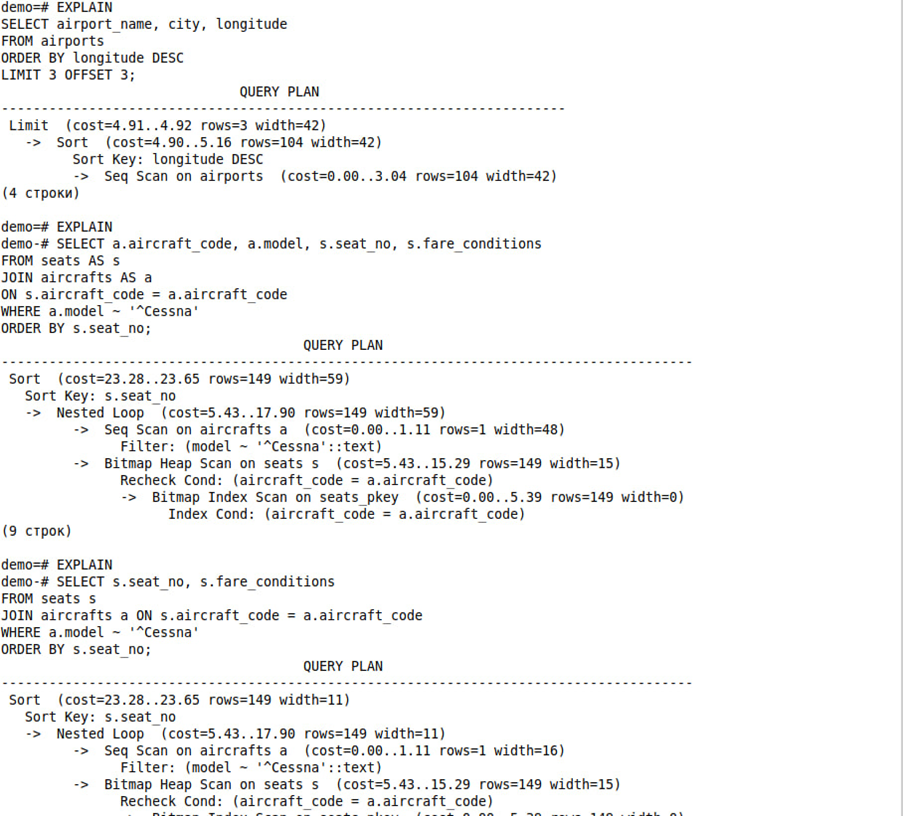 demo=# EXPLAIN
SELECT airport_name, city, longitude
FROM airports
ORDER BY longitude DESC
LIMIT 3 OFFSET 3;
                              QUERY PLAN
-----------------------------------------------------------------------
 Limit  (cost=4.91..4.92 rows=3 width=42)
   ->  Sort  (cost=4.90..5.16 rows=104 width=42)
         Sort Key: longitude DESC
         ->  Seq Scan on airports  (cost=0.00..3.04 rows=104 width=42)
(4 строки)

demo=# EXPLAIN
demo-# SELECT a.aircraft_code, a.model, s.seat_no, s.fare_conditions
FROM seats AS s
JOIN aircrafts AS a
ON s.aircraft_code = a.aircraft_code
WHERE a.model ~ '^Cessna'
ORDER BY s.seat_no;
                                      QUERY PLAN
---------------------------------------------------------------------------------------
 Sort  (cost=23.28..23.65 rows=149 width=59)
   Sort Key: s.seat_no
   ->  Nested Loop  (cost=5.43..17.90 rows=149 width=59)
         ->  Seq Scan on aircrafts a  (cost=0.00..1.11 rows=1 width=48)
               Filter: (model ~ '^Cessna'::text)
         ->  Bitmap Heap Scan on seats s  (cost=5.43..15.29 rows=149 width=15)
               Recheck Cond: (aircraft_code = a.aircraft_code)
               ->  Bitmap Index Scan on seats_pkey  (cost=0.00..5.39 rows=149 width=0)
                     Index Cond: (aircraft_code = a.aircraft_code)
(9 строк)

demo=# EXPLAIN
demo-# SELECT s.seat_no, s.fare_conditions
FROM seats s
JOIN aircrafts a ON s.aircraft_code = a.aircraft_code
WHERE a.model ~ '^Cessna'
ORDER BY s.seat_no;
                                      QUERY PLAN
---------------------------------------------------------------------------------------
 Sort  (cost=23.28..23.65 rows=149 width=11)
   Sort Key: s.seat_no
   ->  Nested Loop  (cost=5.43..17.90 rows=149 width=11)
         ->  Seq Scan on aircrafts a  (cost=0.00..1.11 rows=1 width=16)
               Filter: (model ~ '^Cessna'::text)
         ->  Bitmap Heap Scan on seats s  (cost=5.43..15.29 rows=149 width=15)
               Recheck Cond: (aircraft_code = a.aircraft_code)